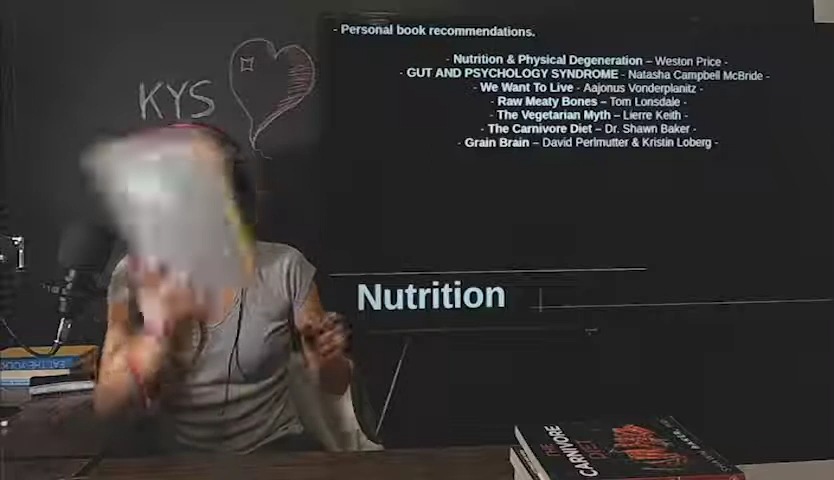 - Personal book recommendations.
- Nutrition & Physical Degeneration – Weston Price -
- GUT AND PSYCHOLOGY SYNDROME - Natasha Campbell McBride -
- We Want To Live - Aajonus Vonderplanitz -
- Raw Meaty Bones – Tom Lonsdale -
- The Vegetarian Myth – Lierre Keith -
- The Carnivore Diet – Dr. Shawn Baker -
- Grain Brain – David Perlmutter & Kristin Loberg -
KYS
Nutrition
THE
CARNIVORE
DIET